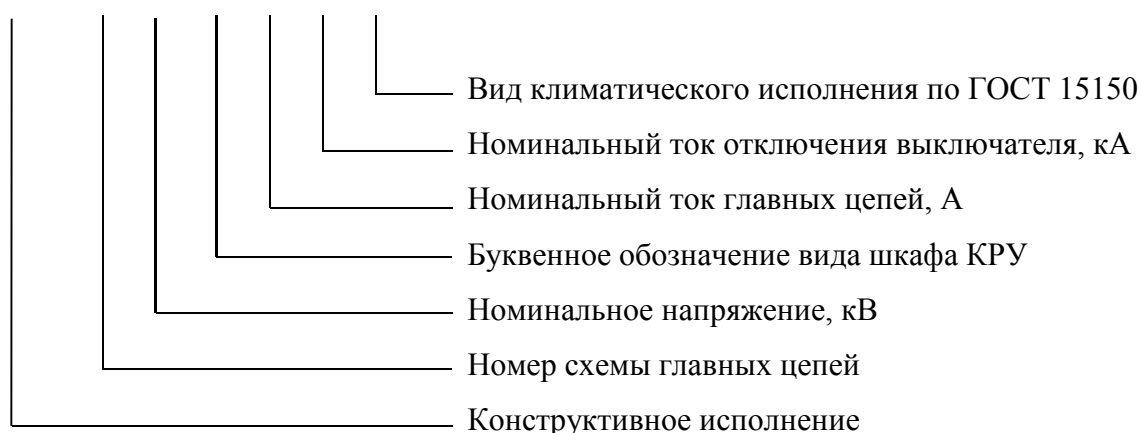 Вид климатического исполнения по ГОСТ 15150
Номинальный ток отключения выключателя, кА
Номинальный ток главных цепей, А
Буквенное обозначение вида шкафа КРУ
Номинальное напряжение, кВ
Номер схемы главных цепей
Конструктивное исполнение